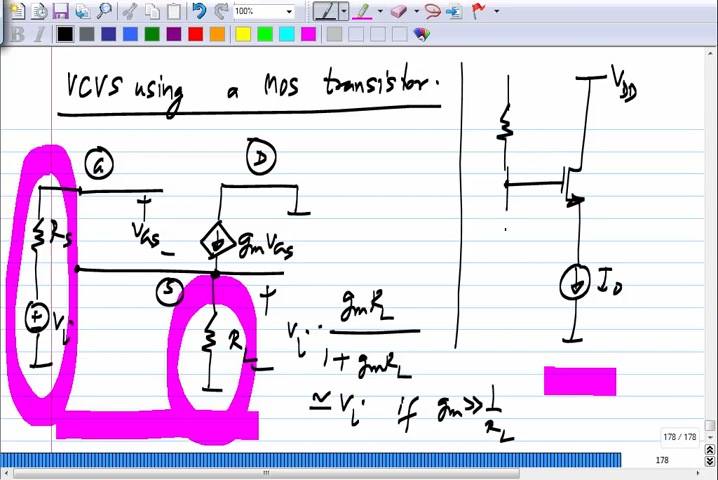 100%
B I
VCVS using a MOS transistor.
VDD
G
D
RS
VGS
+
−
gmVGS
S
+
−
Vi
+
RL
Vi · gmRL / 1 + gmRL
≅ Vi if gm >> 1/RL
I0
178 / 178
178